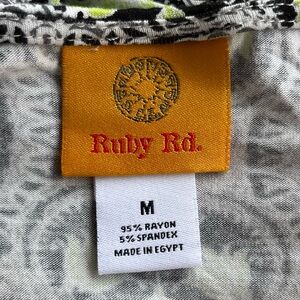 Ruby Rd.
M
95% RAYON
5% SPANDEX
MADE IN EGYPT